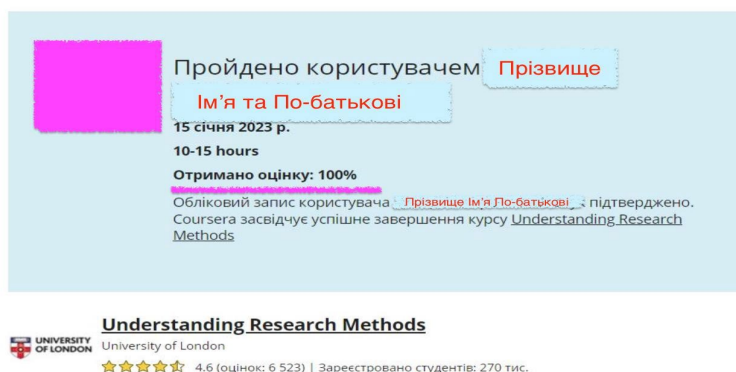 Пройдено користувачем Прізвище
Ім’я та По-батькові
15 січня 2023 р.
10-15 hours
Отримано оцінку: 100%
Обліковий запис користувача Прізвище Ім’я По-батькові підтверджено.
Coursera засвідчує успішне завершення курсу Understanding Research
Methods
Understanding Research Methods
UNIVERSITY
OF LONDON
University of London
4.6 (оцінок: 6 523) | Зареєстровано студентів: 270 тис.